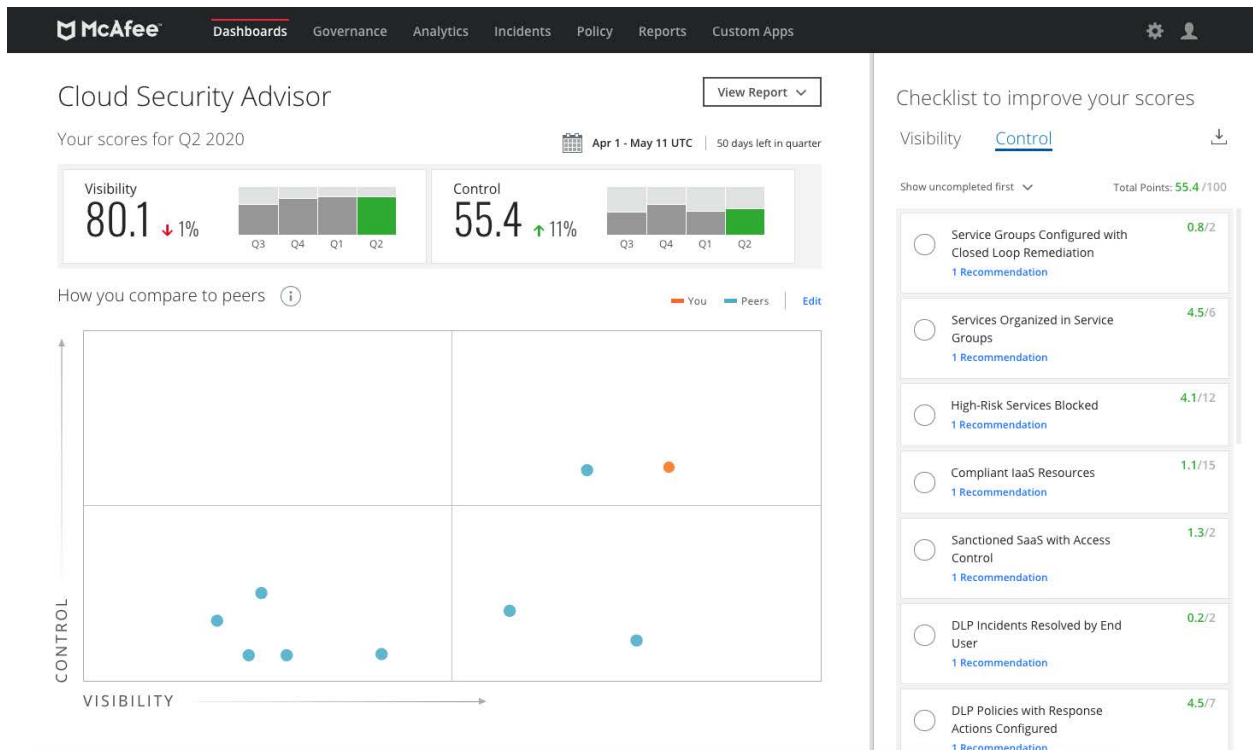 McAfee™ Dashboards Governance Analytics Incidents Policy Reports Custom Apps
Cloud Security Advisor
View Report
Your scores for Q2 2020
Apr 1 - May 11 UTC | 50 days left in quarter
Visibility
80.1 1%
Q3 Q4 Q1 Q2
Control
55.4 11%
Q3 Q4 Q1 Q2
How you compare to peers i
You Peers | Edit
CONTROL
VISIBILITY
Checklist to improve your scores
Visibility Control
Show uncompleted first Total Points: 55.4 /100
Service Groups Configured with 0.8/2
Closed Loop Remediation
1 Recommendation
Services Organized in Service 4.5/6
Groups
1 Recommendation
High-Risk Services Blocked 4.1/12
1 Recommendation
Compliant IaaS Resources 1.1/15
1 Recommendation
Sanctioned SaaS with Access 1.3/2
Control
1 Recommendation
DLP Incidents Resolved by End 0.2/2
User
1 Recommendation
DLP Policies with Response 4.5/7
Actions Configured
1 Recommendation